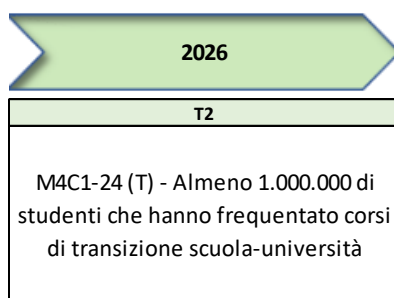 2026
T2
M4C1-24 (T) - Almeno 1.000.000 di
studenti che hanno frequentato corsi
di transizione scuola-università